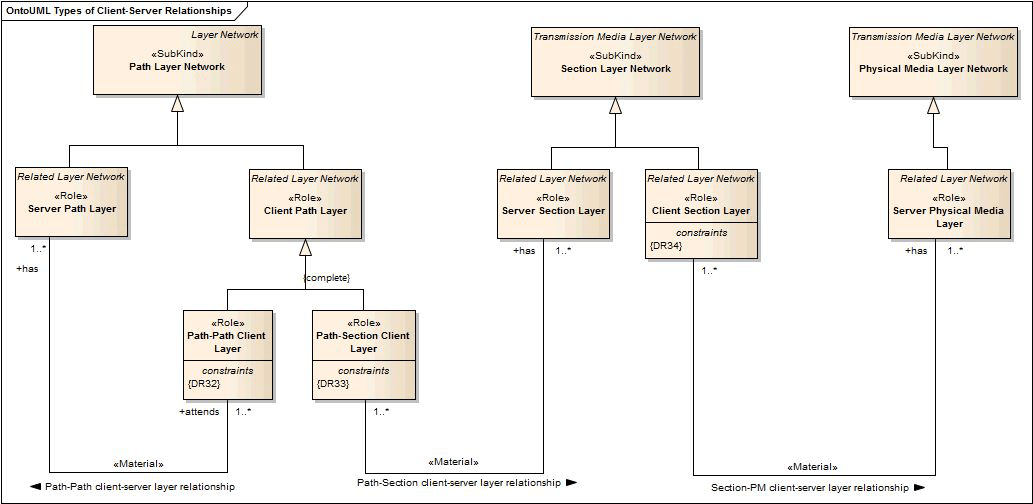 OntoUML Types of Client-Server Relationships
Layer Network
«SubKind»
Path Layer Network
Transmission Media Layer Network
«SubKind»
Section Layer Network
Transmission Media Layer Network
«SubKind»
Physical Media Layer Network
Related Layer Network
«Role»
Server Path Layer
Related Layer Network
«Role»
Client Path Layer
Related Layer Network
«Role»
Server Section Layer
Related Layer Network
«Role»
Client Section Layer
constraints
{DR34}
Related Layer Network
«Role»
Server Physical Media
Layer
1..*
+has
+has
1..*
1..*
+has
1..*
{complete}
«Role»
Path-Path Client
Layer
constraints
{DR32}
«Role»
Path-Section Client
Layer
constraints
{DR33}
+attends
1..*
1..*
«Material»
Path-Path client-server layer relationship
«Material»
Path-Section client-server layer relationship
«Material»
Section-PM client-server layer relationship